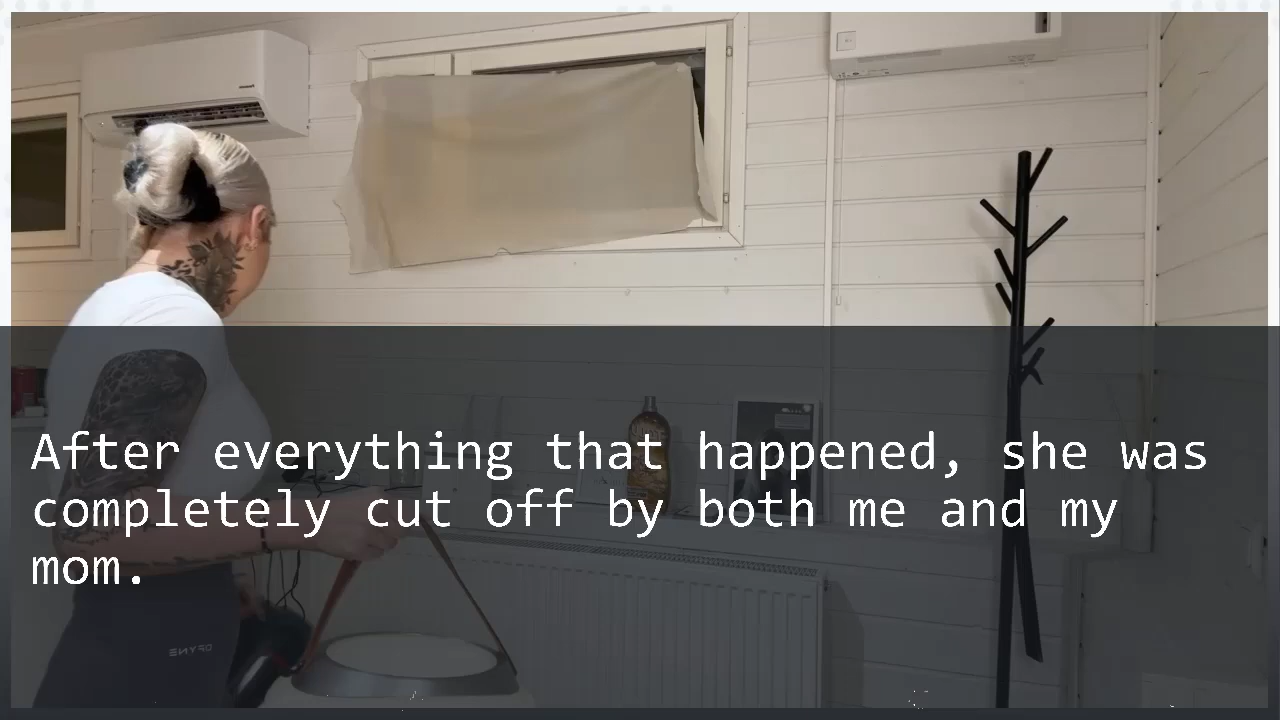 After everything that happened, she was
completely cut off by both me and my
mom.